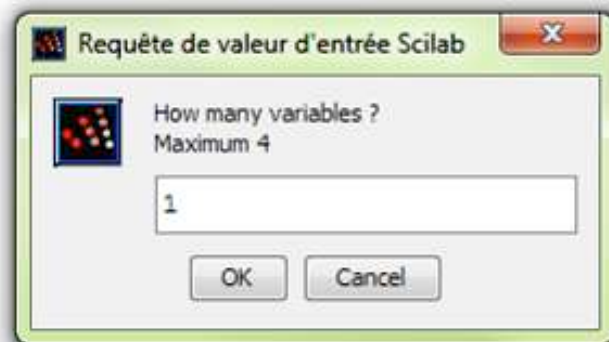 Requête de valeur d'entrée Scilab
How many variables ?
Maximum 4
1
OK
Cancel